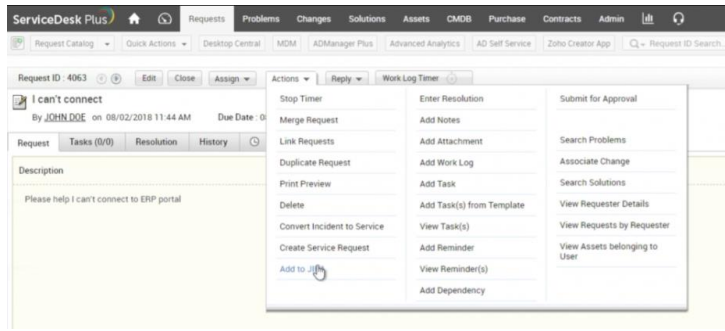 ServiceDesk Plus Requests Problems Changes Solutions Assets CMDB Purchase Contracts Admin
Request Catalog Quick Actions Desktop Central MDM ADManager Plus Advanced Analytics AD Self Service Zoho Creator App Request ID Search
Request ID : 4063 Edit Close Assign Actions Reply Work Log Timer
I can't connect
By JOHN DOE on 08/02/2018 11:44 AM Due Date : 0
Request Tasks (0/0) Resolution History
Description
Please help I can't connect to ERP portal
Stop Timer
Merge Request
Link Requests
Duplicate Request
Print Preview
Delete
Convert Incident to Service
Create Service Request
Add to
Enter Resolution
Add Notes
Add Attachment
Add Work Log
Add Task
Add Task(s) from Template
View Task(s)
Add Reminder
View Reminder(s)
Add Dependency
Submit for Approval
Search Problems
Associate Change
Search Solutions
View Requester Details
View Requests by Requester
View Assets belonging to
User